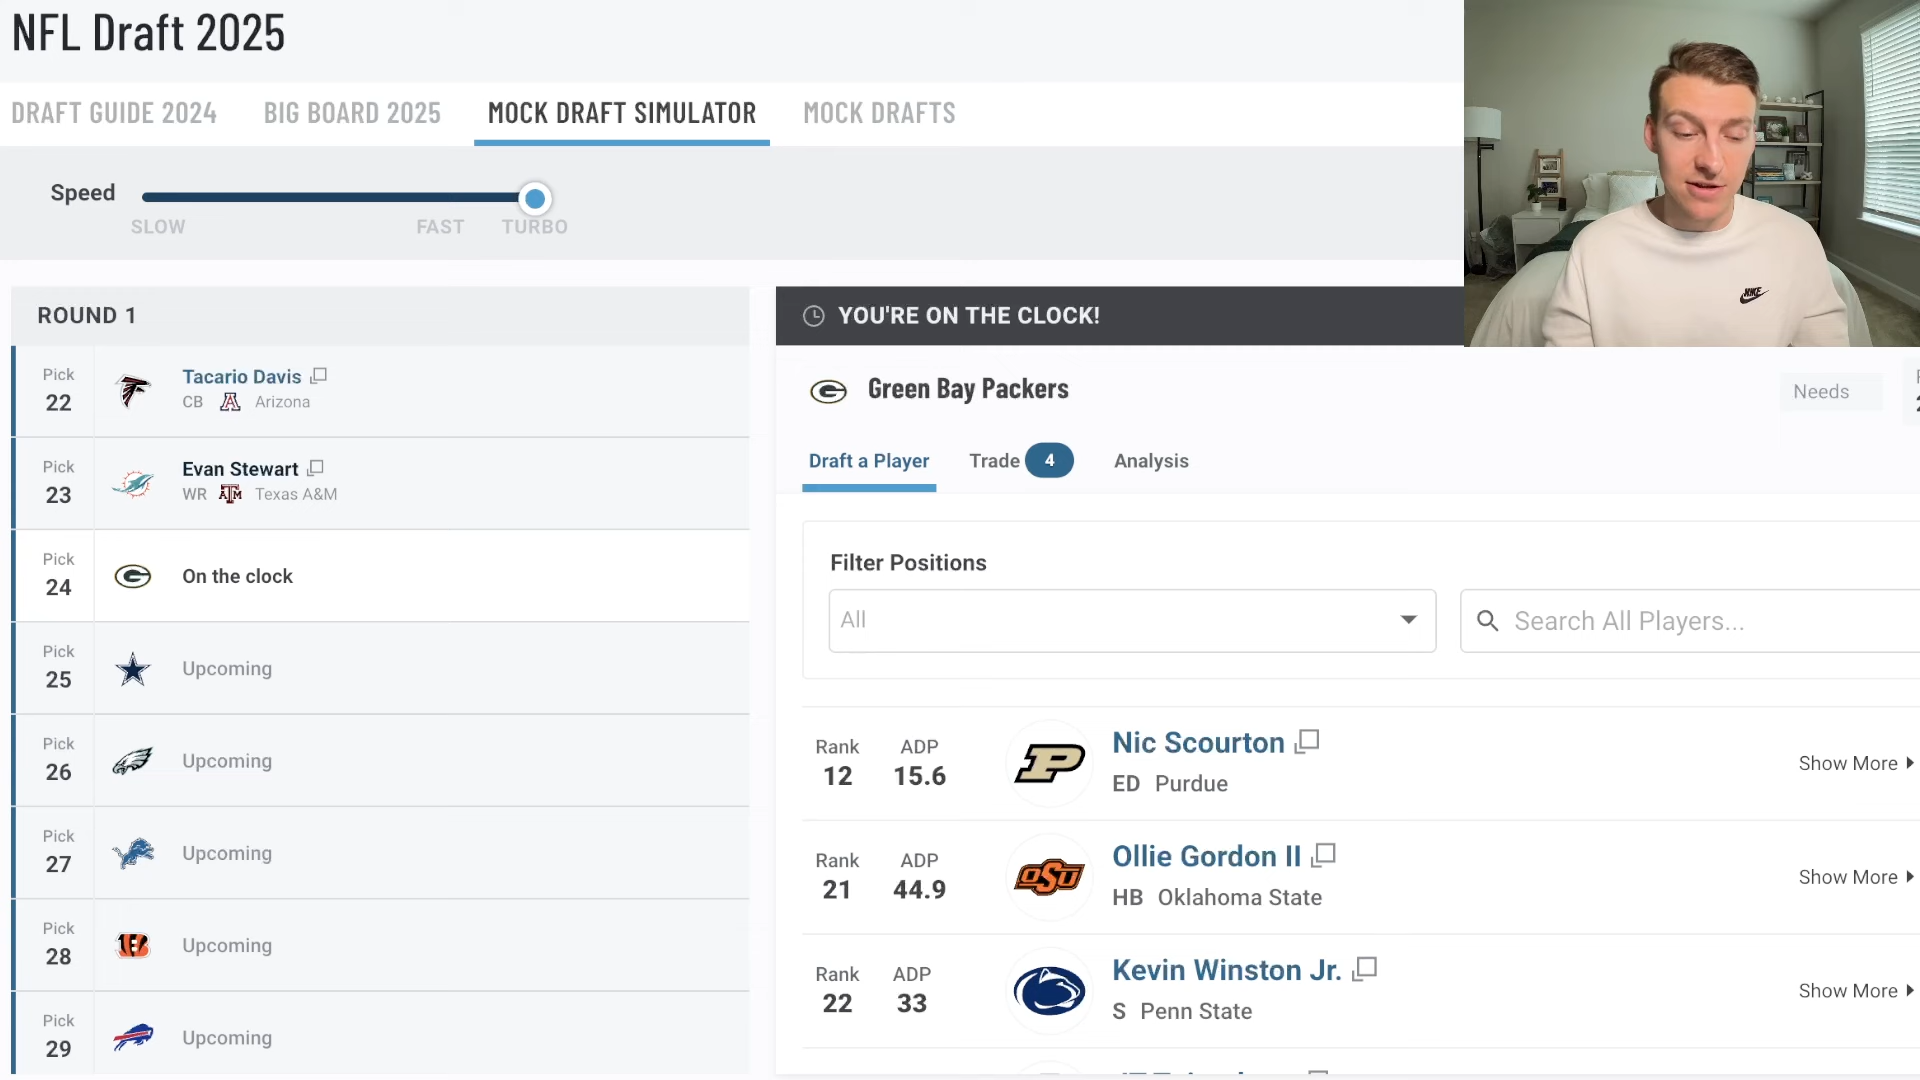 NFL Draft 2025
DRAFT GUIDE 2024
BIG BOARD 2025
MOCK DRAFT SIMULATOR
MOCK DRAFTS
Speed
SLOW
FAST
TURBO
ROUND 1
Pick
22
Tacario Davis
CB Arizona
Pick
23
Evan Stewart
WR Texas A&M
Pick
24
On the clock
Pick
25
Upcoming
Pick
26
Upcoming
Pick
27
Upcoming
Pick
28
Upcoming
Pick
29
Upcoming
YOU'RE ON THE CLOCK!
Green Bay Packers
Needs
Draft a Player
Trade 4
Analysis
Filter Positions
All
Search All Players...
Rank
12
ADP
15.6
Nic Scourton
ED Purdue
Show More
Rank
21
ADP
44.9
OSU
Ollie Gordon II
HB Oklahoma State
Show More
Rank
22
ADP
33
Kevin Winston Jr.
S Penn State
Show More
NIKE